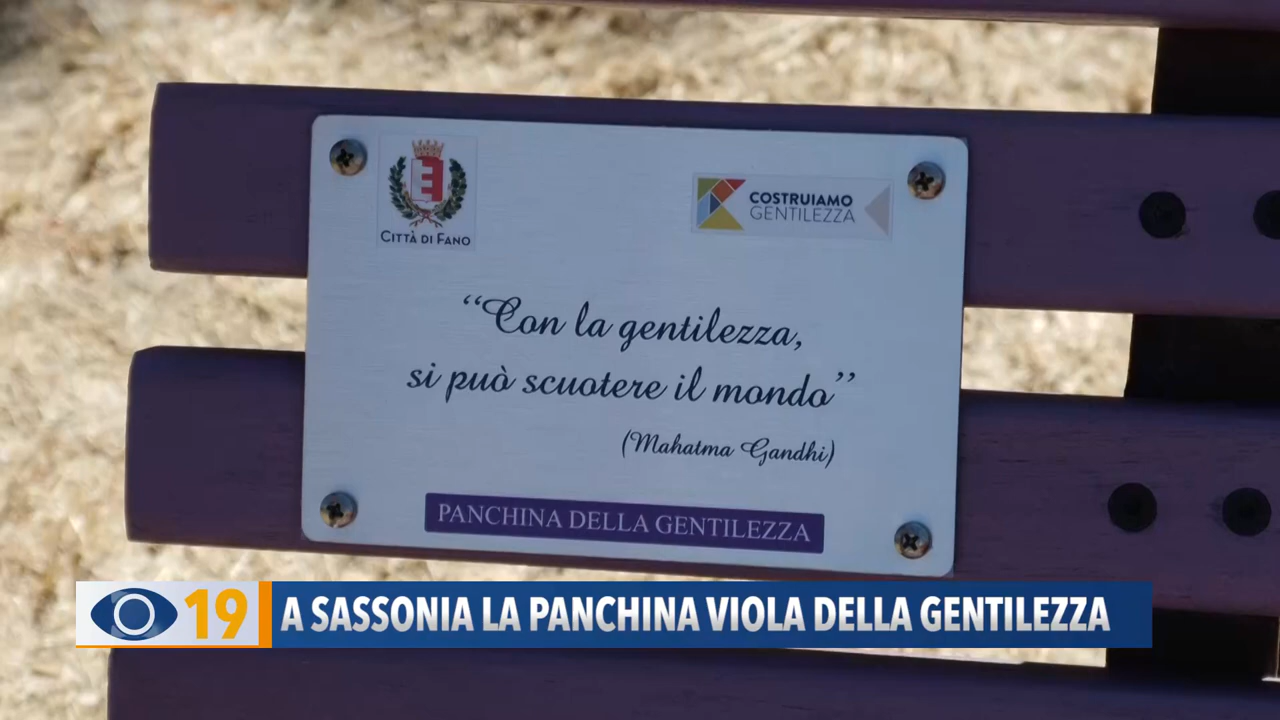 CITTÀ DI FANO
COSTRUIAMO
GENTILEZZA
“Con la gentilezza,
si può scuotere il mondo”
(Mahatma Gandhi)
PANCHINA DELLA GENTILEZZA
19
A SASSONIA LA PANCHINA VIOLA DELLA GENTILEZZA